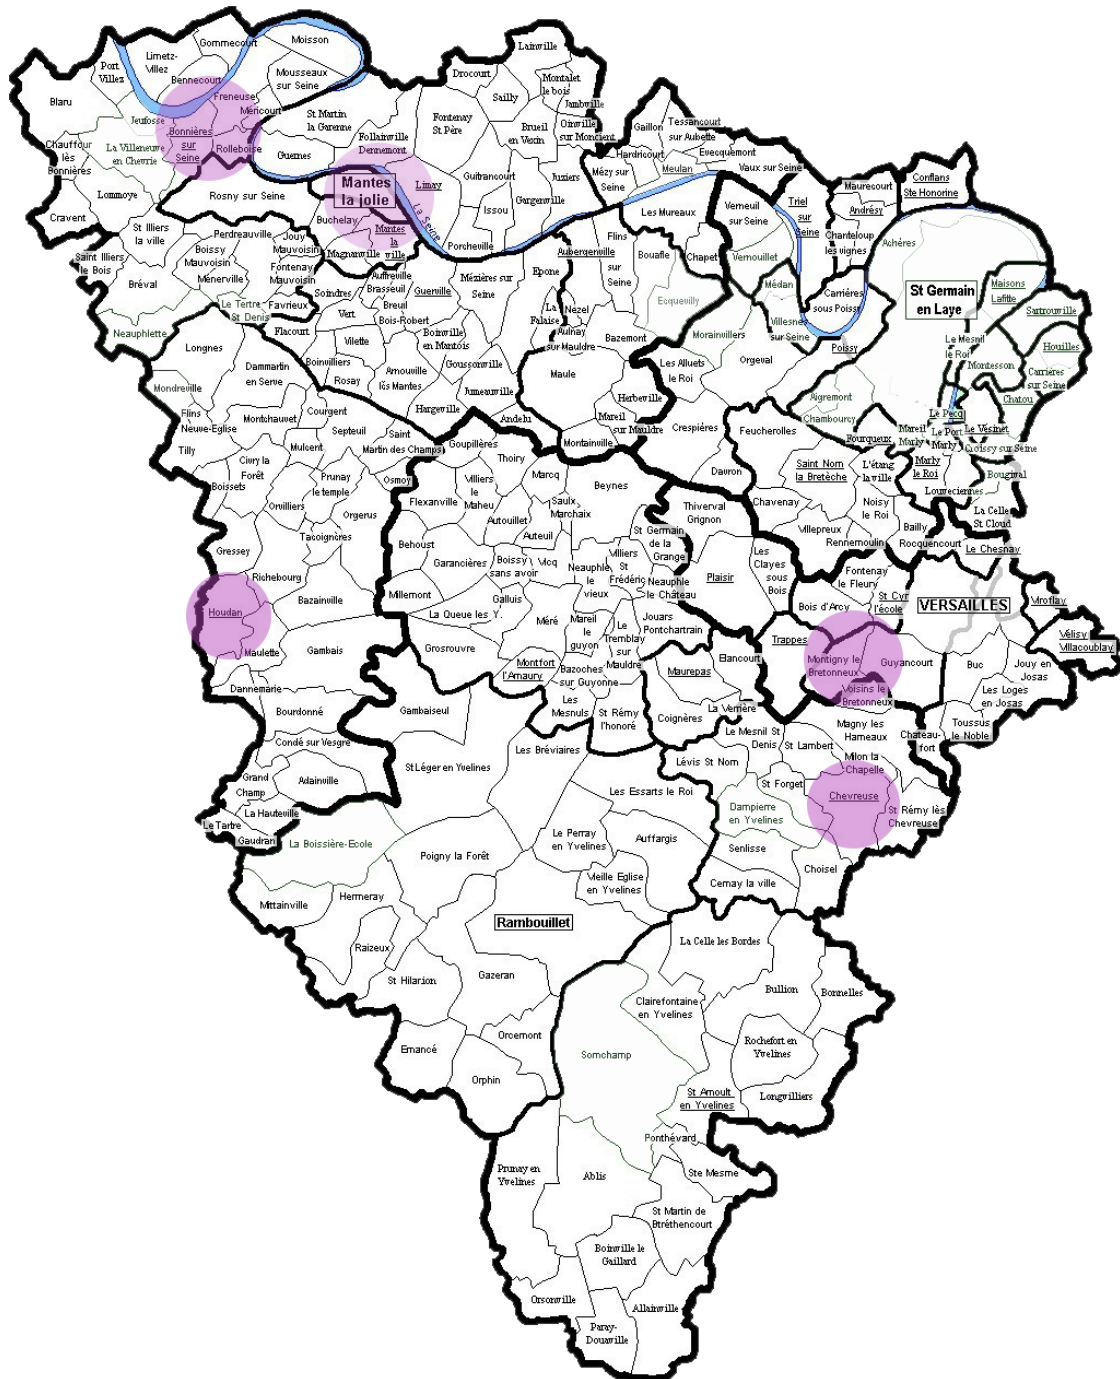 Gommecourt
Moisson
Lainville
Port
Villez
Limetz-
Villez
Bennecourt
Mousseaux
sur Seine
Drocourt
Montalet
le bois
Sailly
Blaru
Freneuse
Méricourt
St Martin
la Garenne
Fontenay
St Père
Jambville
Jeufosse
Bonnières
sur
Seine
Rolleboise
Follainville
Dennemont
Brueil
en Vexin
Oinville
sur Moncient
Gaillon
Tessancourt
sur Aubette
Chauffour
lès
Bonnières
La Villeneuve
en Chevrie
Guernes
Hardricourt
Meulan
Evecquemont
Vaux sur Seine
Mézy sur
Seine
Lommoye
Rosny sur Seine
Mantes
la jolie
Limay
Guitrancourt
Juziers
Issou
Gargenville
Porcheville
La Seine
Cravent
Buchelay
Mantes
la
ville
Magnanville
Les Mureaux
Verneuil
sur Seine
Triel
sur
Seine
Maurecourt
Andrésy
Conflans
Ste Honorine
Chanteloup
les vignes
Achères
St Illiers
la ville
Perdreauville
Jouy
Mauvoisin
Boissy
Mauvoisin
Fontenay
Mauvoisin
Ménerville
Saint Illiers
le Bois
Bréval
Le Tertre
St Denis
Favrieux
Neauphlette
Soindres
Auffreville
Brasseuil
Guerville
Mézières sur
Seine
Epone
Aubergenville
Flins
sur
Seine
Bouafle
Chapet
Vernouillet
Médan
Villesnes
sur Seine
Carrières
sous Poissy
Poissy
St Germain
en Laye
Maisons
Lafitte
Sartrouville
Houilles
Carrières
sur Seine
Chatou
Montesson
Le Mesnil
le Roi
Ecquevilly
Morainvillers
Orgeval
Les Alluets
le Roi
Flacourt
Vert
Breuil
Bois-Robert
Boinville
en Mantois
La
Falaise
Nézel
Aulnay
sur Mauldre
Bazemont
Longnes
Dammartin
en Serve
Boinvilliers
Vilette
Rosay
Arnouville
lès Mantes
Goussonville
Jumeauville
Hargeville
Andelu
Maule
Herbeville
Mareil
sur Mauldre
Montainville
Crespières
Davron
Feucherolles
Aigremont
Chambourcy
Fourqueux
Mareil
Marly
Le Pecq
Le Port
Marly
Le Vésinet
Croissy sur Seine
Marly
le Roi
Louveciennes
Bougival
La Celle
St Cloud
Mondreville
Flins
Neuve-Eglise
Tilly
Montchauvet
Courgent
Septeuil
Mulcent
Saint
Martin des Champs
Osmoy
Civry la
Forêt
Boissets
Orvilliers
Prunay
le temple
Orgerus
Tacoignères
Gressey
Richebourg
Goupillères
Thoiry
Marcq
Villiers
le
Maheu
Flexanville
Autouillet
Saulx
Marchaix
Auteuil
Beynes
Thiverval
Grignon
Chavenay
Saint Nom
la Bretèche
L'étang
la ville
Noisy
le Roi
Villepreux
Rennemoulin
Bailly
Rocquencourt
Le Chesnay
Behoust
Garancières
Boissy
sans avoir
Vicq
Neauphle
le
vieux
Villiers
St
Frédéric
St Germain
de la
Grange
Neauphle
le Château
Plaisir
Les
Clayes
sous
Bois
Fontenay
le Fleury
Bois d'Arcy
St Cyr
l'école
VERSAILLES
Viroflay
Vélisy
Villacoublay
Houdan
Maulette
Bazainville
Gambais
Millemont
La Queue les Y.
Galluis
Méré
Mareil
le
guyon
Le
Tremblay
sur
Mauldre
Jouars
Pontchartrain
Grosrouvre
Montfort
l'Amaury
Bazoches
sur Guyonne
Maurepas
Elancourt
Trappes
Montigny le
Bretonneux
Guyancourt
Voisins le
Bretonneux
Buc
Jouy en
Josas
Les Loges
en Josas
Toussus
le Noble
Chateau-
fort
Dannemarie
Bourdonné
Condé sur Vesgre
Gambaiseul
Les
Mesnuls
St Rémy
l'honoré
Coignères
La Verrière
Magny les
Hameaux
Le Mesnil St
Denis
St Lambert
Milon la
Chapelle
Lévis St Nom
St Forget
Chevreuse
St Rémy lès
Chevreuse
Dampierre
en Yvelines
Senlisse
Choisel
Cernay la ville
Grand
Champ
Adainville
La Hauteville
Le Tartre
Gaudran
St Léger en Yvelines
Les Bréviaires
Les Essarts le Roi
Le Perray
en Yvelines
Auffargis
Vieille Eglise
en Yvelines
La Boissière-Ecole
Poigny la Forêt
Mittainville
Hermeray
Rambouillet
Raizeux
St Hilarion
Gazeran
Orcemont
Emancé
Orphin
La Celle les Bordes
Clairefontaine
en Yvelines
Bullion
Bonnelles
Rochefort en
Yvelines
Longvilliers
Somchamp
St Arnoult
en Yvelines
Ponthévard
Ste Mesme
Prunay en
Yvelines
Ablis
St Martin de
Btréthencourt
Boinville le
Gaillard
Orsonville
Allainville
Paray-
Douaville